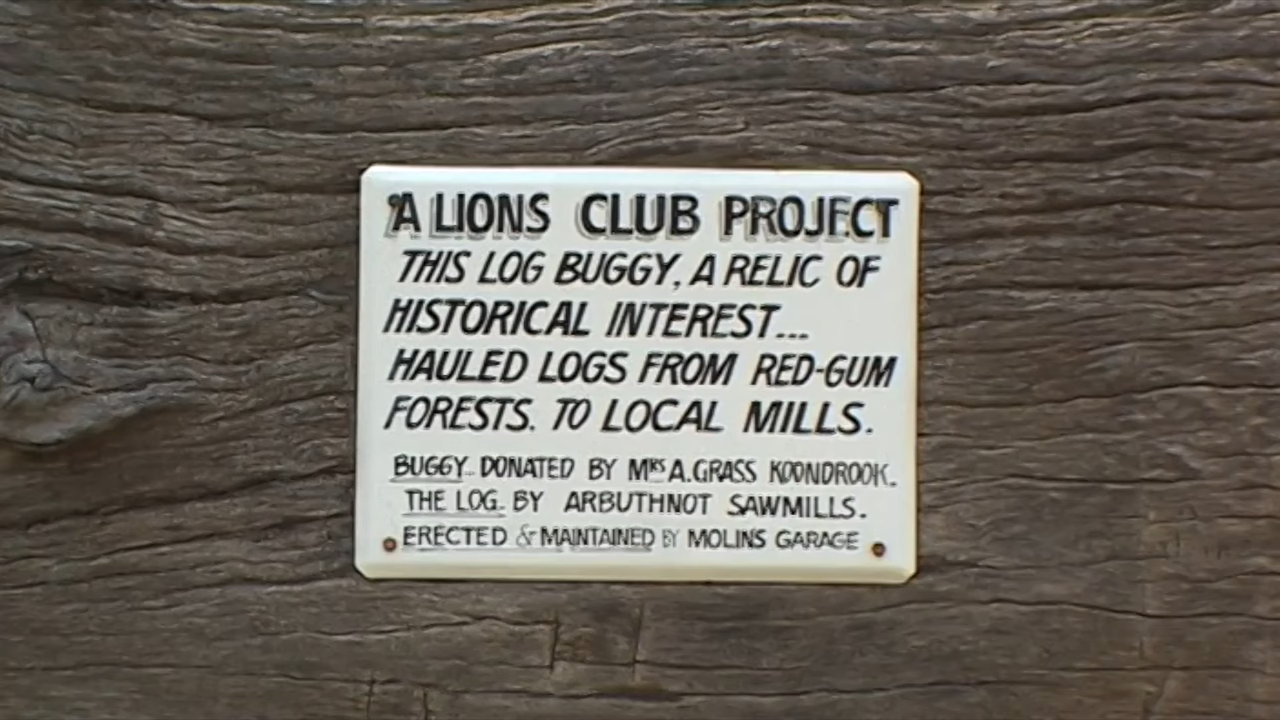 A LIONS CLUB PROJECT
THIS LOG BUGGY, A RELIC OF
HISTORICAL INTEREST...
HAULED LOGS FROM RED-GUM
FORESTS. TO LOCAL MILLS.
BUGGY. DONATED BY MRS A. GRASS KOONDROOK.
THE LOG. BY ARBUTHNOT SAWMILLS.
ERECTED & MAINTAINED BY MOLINS GARAGE